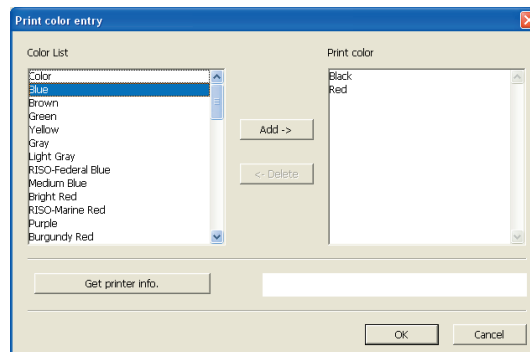 Print color entry
Color List
Print color
Color
Blue
Brown
Green
Yellow
Gray
Light Gray
RISO-Federal Blue
Medium Blue
Bright Red
RISO-Marine Red
Purple
Burgundy Red
Black
Red
Add ->
<- Delete
Get printer info.
OK
Cancel